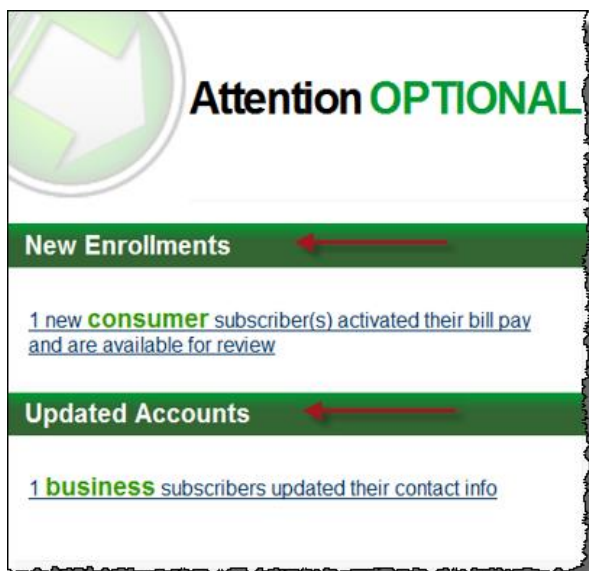 Attention OPTIONAL
New Enrollments
1 new consumer subscriber(s) activated their bill pay
and are available for review
Updated Accounts
1 business subscribers updated their contact info